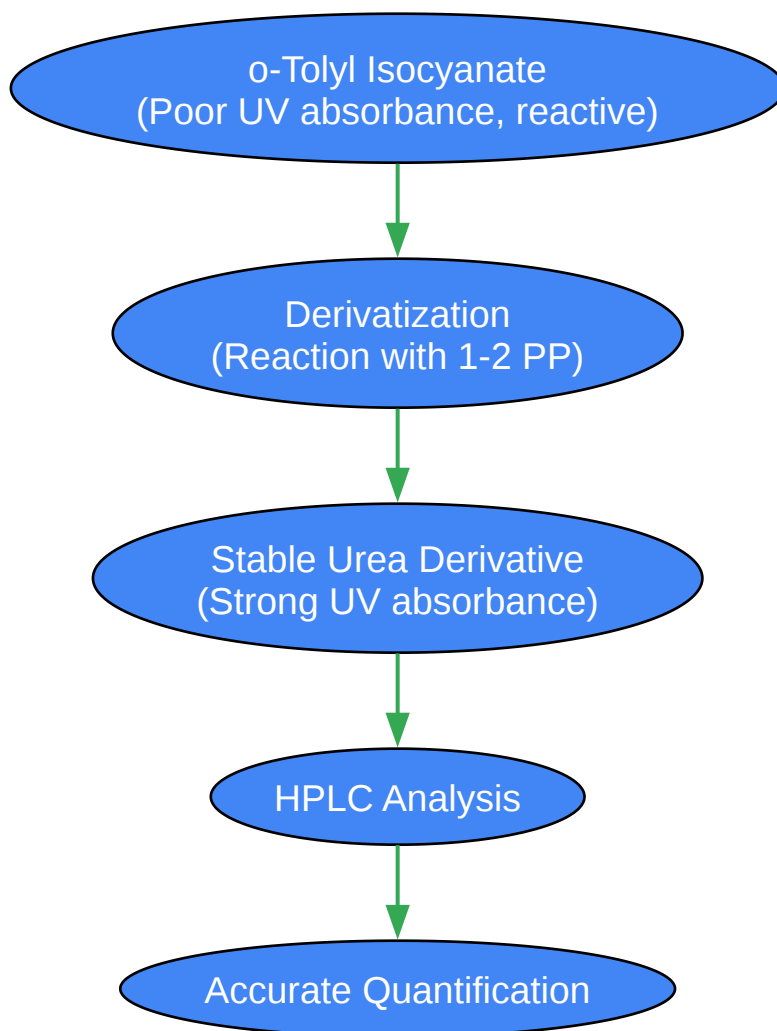 o-Tolyl Isocyanate
(Poor UV absorbance, reactive)
Derivatization
(Reaction with 1-2 PP)
Stable Urea Derivative
(Strong UV absorbance)
HPLC Analysis
Accurate Quantification